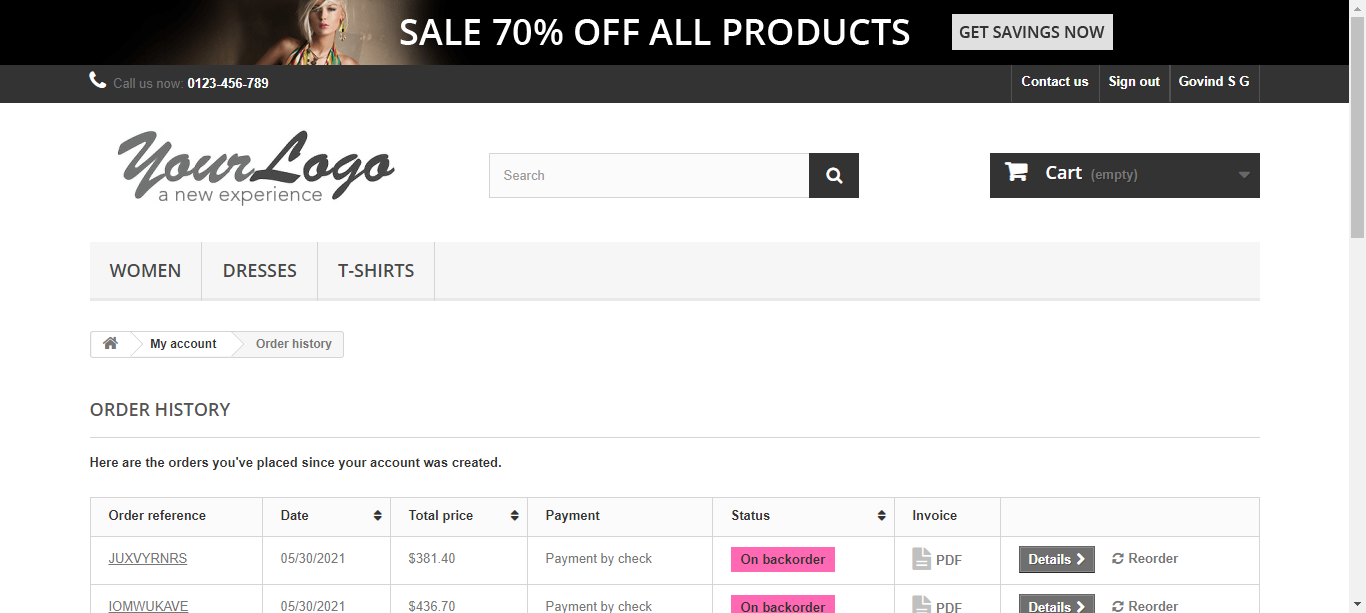 SALE 70% OFF ALL PRODUCTS GET SAVINGS NOW
Call us now: 0123-456-789 Contact us Sign out Govind S G
Your Logo
a new experience
Search
Cart (empty)
WOMEN DRESSES T-SHIRTS
My account Order history
ORDER HISTORY
Here are the orders you've placed since your account was created.
Order reference Date Total price Payment Status Invoice
JUXVYRNRS 05/30/2021 $381.40 Payment by check On backorder PDF Details Reorder
IOMWUKAVE 05/30/2021 $436.70 Payment by check On backorder PDF Details Reorder